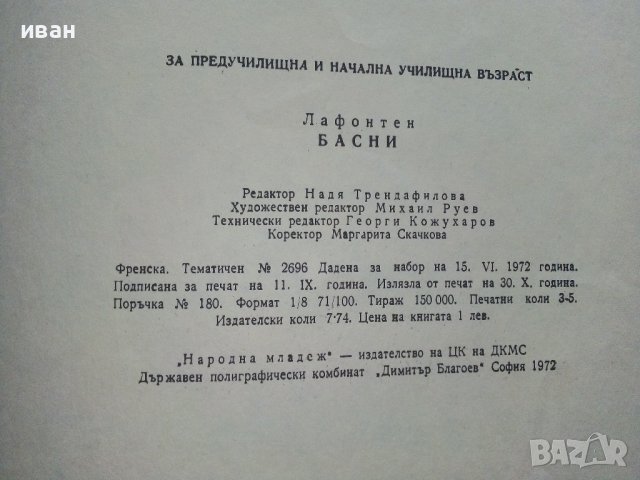 иван
ЗА ПРЕДУЧИЛИЩНА И НАЧАЛНА УЧИЛИЩНА ВЪЗРАСТ
Лафонтен
БАСНИ
Редактор Надя Трендафилова
Художествен редактор Михаил Руев
Технически редактор Георги Кожухаров
Коректор Маргарита Скачкова
Френска. Тематичен № 2696 Дадена за набор на 15. VI. 1972 година.
Подписана за печат на 11. IX. година. Излязла от печат на 30. X. година.
Поръчка № 180. Формат 1/8 71/100. Тираж 150 000. Печатни коли 3·5.
Издателски коли 7·74. Цена на книгата 1 лев.
„Народна младеж" — издателство на ЦК на ДКМС
Държавен полиграфически комбинат „Димитър Благоев" София 1972
BAZAR
.bg